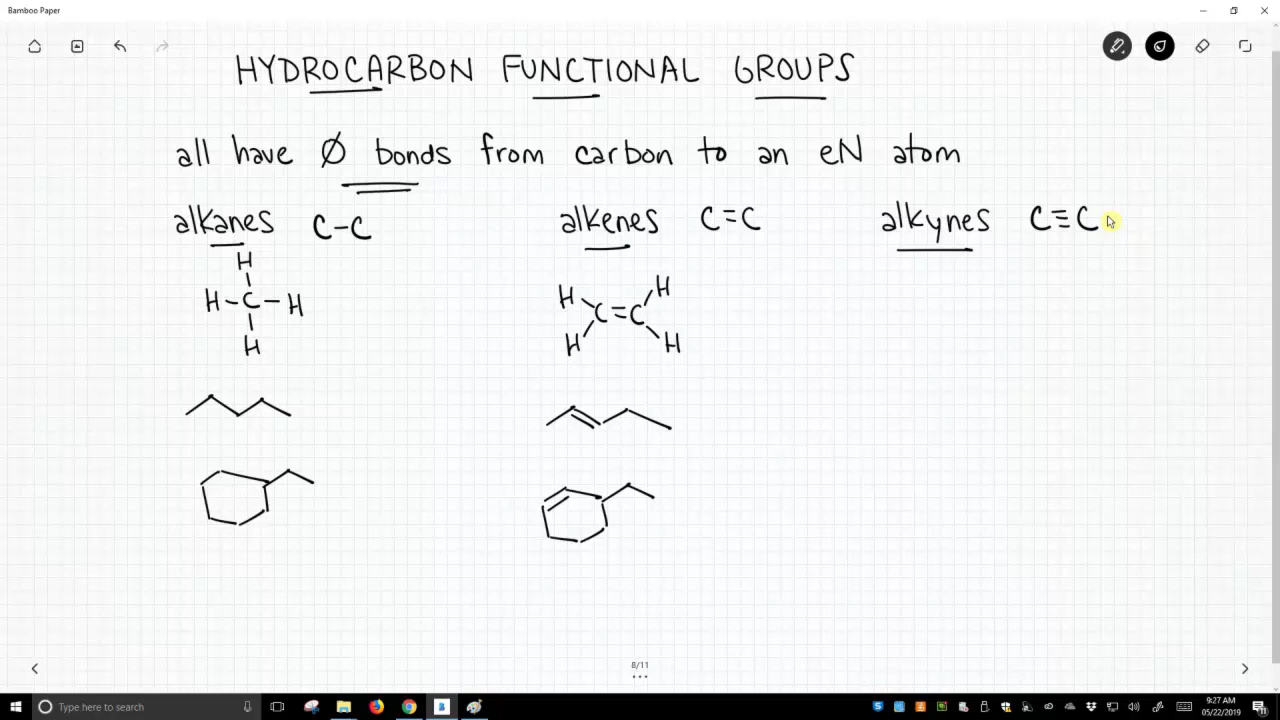 Bamboo Paper
HYDROCARBON FUNCTIONAL GROUPS
all have Ø bonds from carbon to an eN atom
alkanes C-C alkenes C=C alkynes C≡C
H
H-C-H
H
H H
C=C
H H
8/11
Type here to search
9:27 AM
05/22/2019